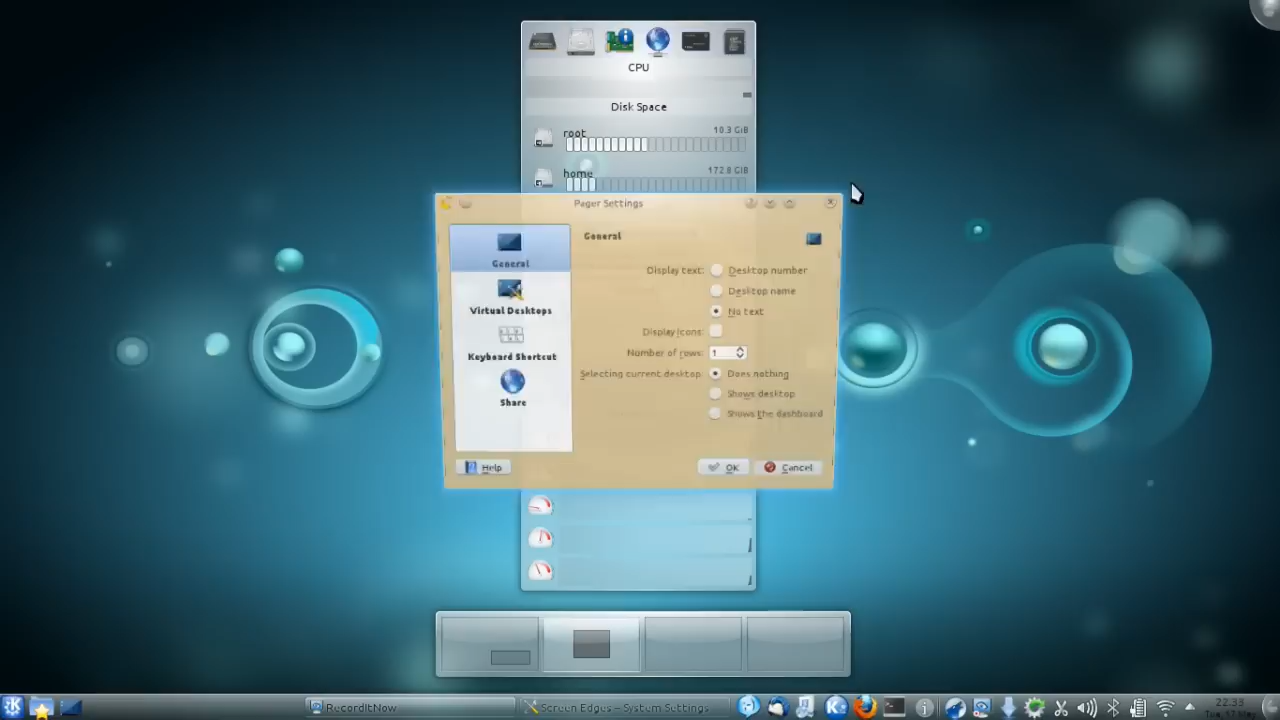 CPU
Disk Space
root
10.3 GiB
home
172.8 GiB
Pager Settings
General
General
Virtual Desktops
Keyboard Shortcut
Share
Display text:
Desktop number
Desktop name
No text
Display icons:
Number of rows:
1
Selecting current desktop:
Does nothing
Shows desktop
Shows the dashboard
Help
OK
Cancel
RecordItNow
Screen Edges – System Settings
22.33